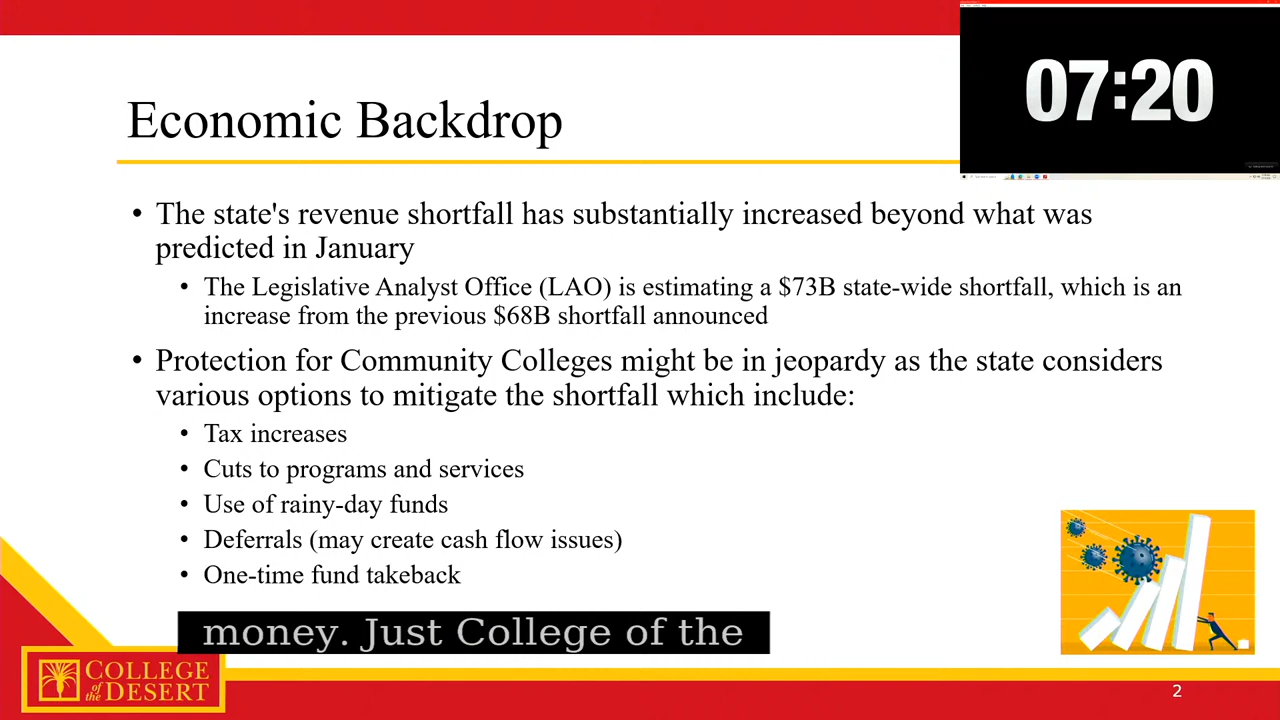 07:20
Economic Backdrop
• The state's revenue shortfall has substantially increased beyond what was
predicted in January
• The Legislative Analyst Office (LAO) is estimating a $73B state-wide shortfall, which is an
increase from the previous $68B shortfall announced
• Protection for Community Colleges might be in jeopardy as the state considers
various options to mitigate the shortfall which include:
• Tax increases
• Cuts to programs and services
• Use of rainy-day funds
• Deferrals (may create cash flow issues)
• One-time fund takeback
money. Just College of the
COLLEGE
of the DESERT
2